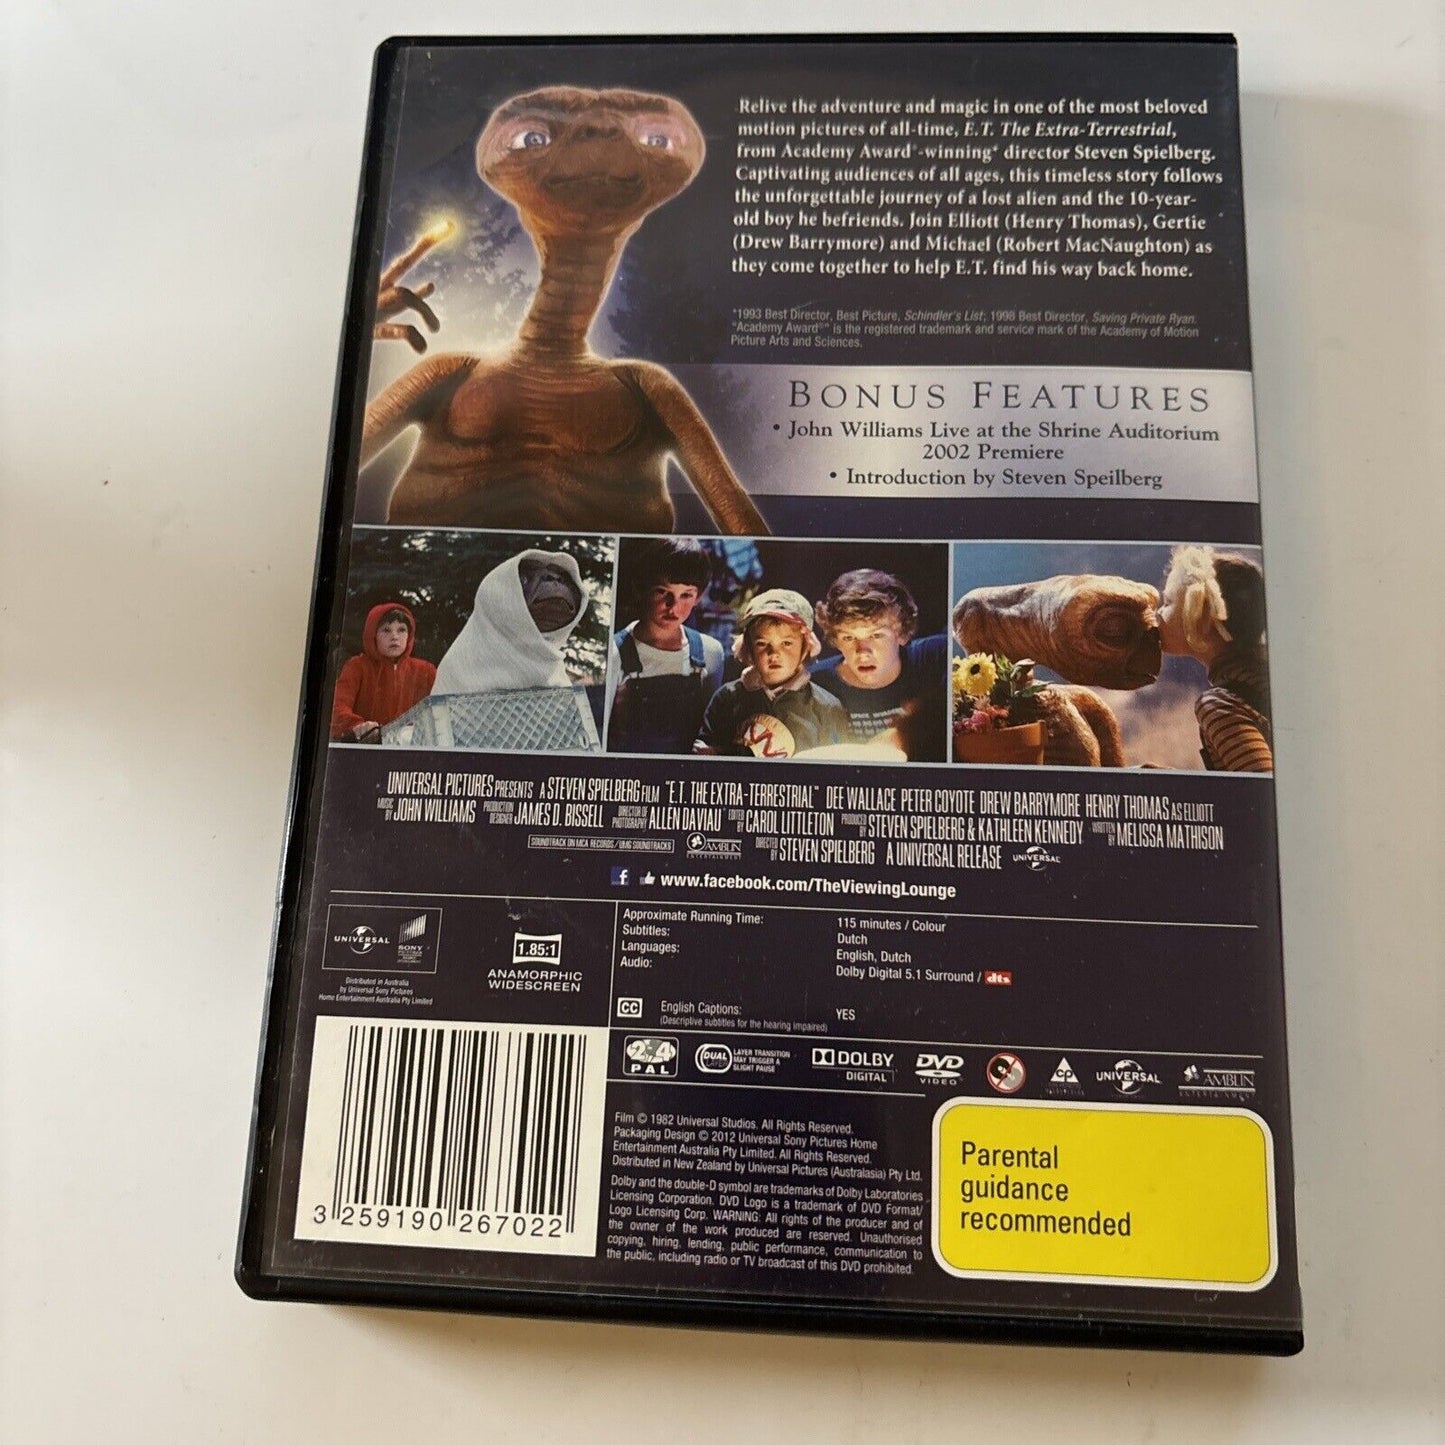 Relive the adventure and magic in one of the most beloved
motion pictures of all-time, E.T. The Extra-Terrestrial,
from Academy Award®-winning* director Steven Spielberg.
Captivating audiences of all ages, this timeless story follows
the unforgettable journey of a lost alien and the 10-year-
old boy he befriends. Join Elliott (Henry Thomas), Gertie
(Drew Barrymore) and Michael (Robert MacNaughton) as
they come together to help E.T. find his way back home.
*1993 Best Director, Best Picture, Schindler's List; 1998 Best Director, Saving Private Ryan.
"Academy Award®" is the registered trademark and service mark of the Academy of Motion
Picture Arts and Sciences.
BONUS FEATURES
• John Williams Live at the Shrine Auditorium
2002 Premiere
• Introduction by Steven Speilberg
SPACE INVADERS
UNIVERSAL PICTURES PRESENTS A STEVEN SPIELBERG FILM "E.T. THE EXTRA-TERRESTRIAL" DEE WALLACE PETER COYOTE DREW BARRYMORE HENRY THOMAS AS ELLIOTT
MUSIC BY JOHN WILLIAMS PRODUCTION DESIGNER JAMES D. BISSELL DIRECTOR OF PHOTOGRAPHY ALLEN DAVIAU EDITED BY CAROL LITTLETON PRODUCED BY STEVEN SPIELBERG & KATHLEEN KENNEDY WRITTEN BY MELISSA MATHISON
SOUNDTRACK ON MCA RECORDS/UMG SOUNDTRACKS AMBLIN ENTERTAINMENT DIRECTED BY STEVEN SPIELBERG A UNIVERSAL RELEASE UNIVERSAL
f www.facebook.com/TheViewingLounge
UNIVERSAL
SONY PICTURES
Distributed in Australia
by Universal Sony Pictures
Home Entertainment Australia Pty Limited
1.85:1
ANAMORPHIC
WIDESCREEN
Approximate Running Time: 115 minutes / Colour
Subtitles: Dutch
Languages: English, Dutch
Audio: Dolby Digital 5.1 Surround / dts
CC English Captions: YES
(Descriptive subtitles for the hearing impaired)
2 4
PAL
DUAL LAYER
LAYER TRANSITION
MAY TRIGGER A
SLIGHT PAUSE
DOLBY
DIGITAL
DVD
VIDEO
CP
UNIVERSAL
AMBLIN
ENTERTAINMENT
3 259190 267022
Film © 1982 Universal Studios. All Rights Reserved.
Packaging Design © 2012 Universal Sony Pictures Home
Entertainment Australia Pty Limited. All Rights Reserved.
Distributed in New Zealand by Universal Pictures (Australasia) Pty Ltd.
Dolby and the double-D symbol are trademarks of Dolby Laboratories
Licensing Corporation. DVD Logo is a trademark of DVD Format/
Logo Licensing Corp. WARNING: All rights of the producer and of
the owner of the work produced are reserved. Unauthorised
copying, hiring, lending, public performance, communication to
the public, including radio or TV broadcast of this DVD prohibited.
Parental
guidance
recommended